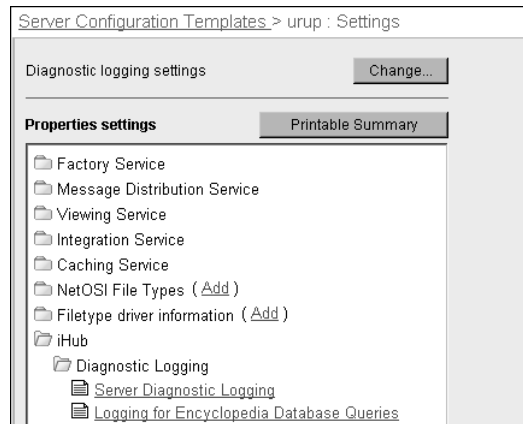 Server Configuration Templates > urup : Settings
Diagnostic logging settings
Change...
Properties settings
Printable Summary
Factory Service
Message Distribution Service
Viewing Service
Integration Service
Caching Service
NetOSI File Types ( Add )
Filetype driver information ( Add )
iHub
Diagnostic Logging
Server Diagnostic Logging
Logging for Encyclopedia Database Queries